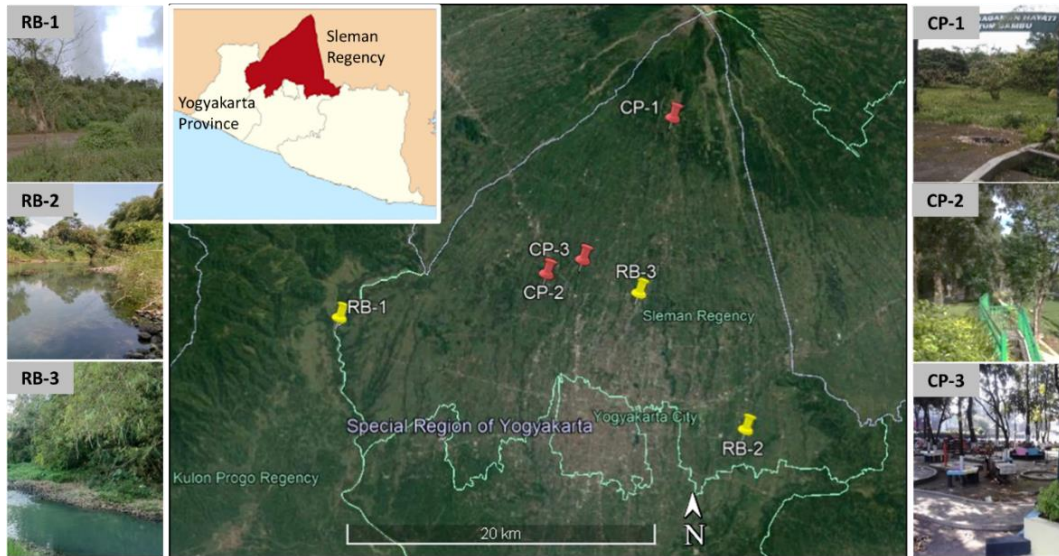 RB-1
RB-2
RB-3
Sleman
Regency
Yogyakarta
Province
CP-1
CP-3
CP-2
RB-3
RB-1
Sleman Regency
Special Region of Yogyakarta
Yogyakarta City
RB-2
Kulon Progo Regency
20 km
N
CP-1
HAYATI
CP-2
CP-3